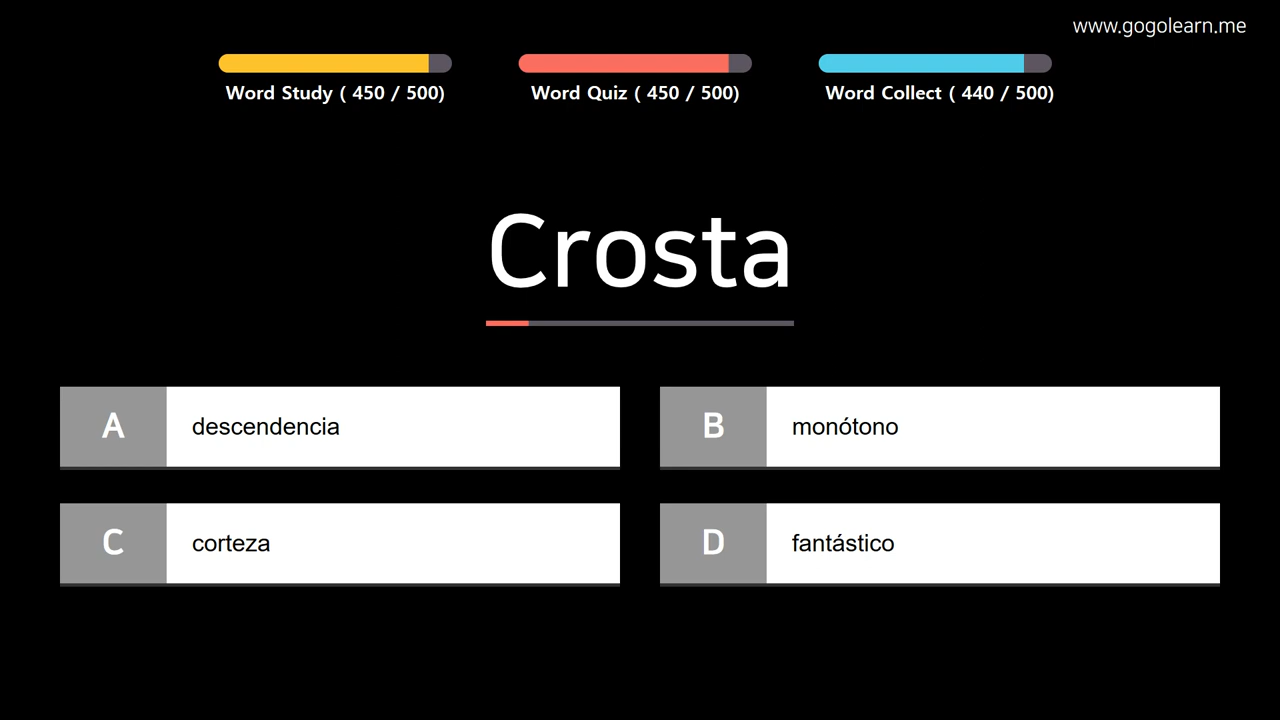 www.gogolearn.me
Word Study ( 450 / 500)
Word Quiz ( 450 / 500)
Word Collect ( 440 / 500)
Crosta
A descendencia
B monótono
C corteza
D fantástico